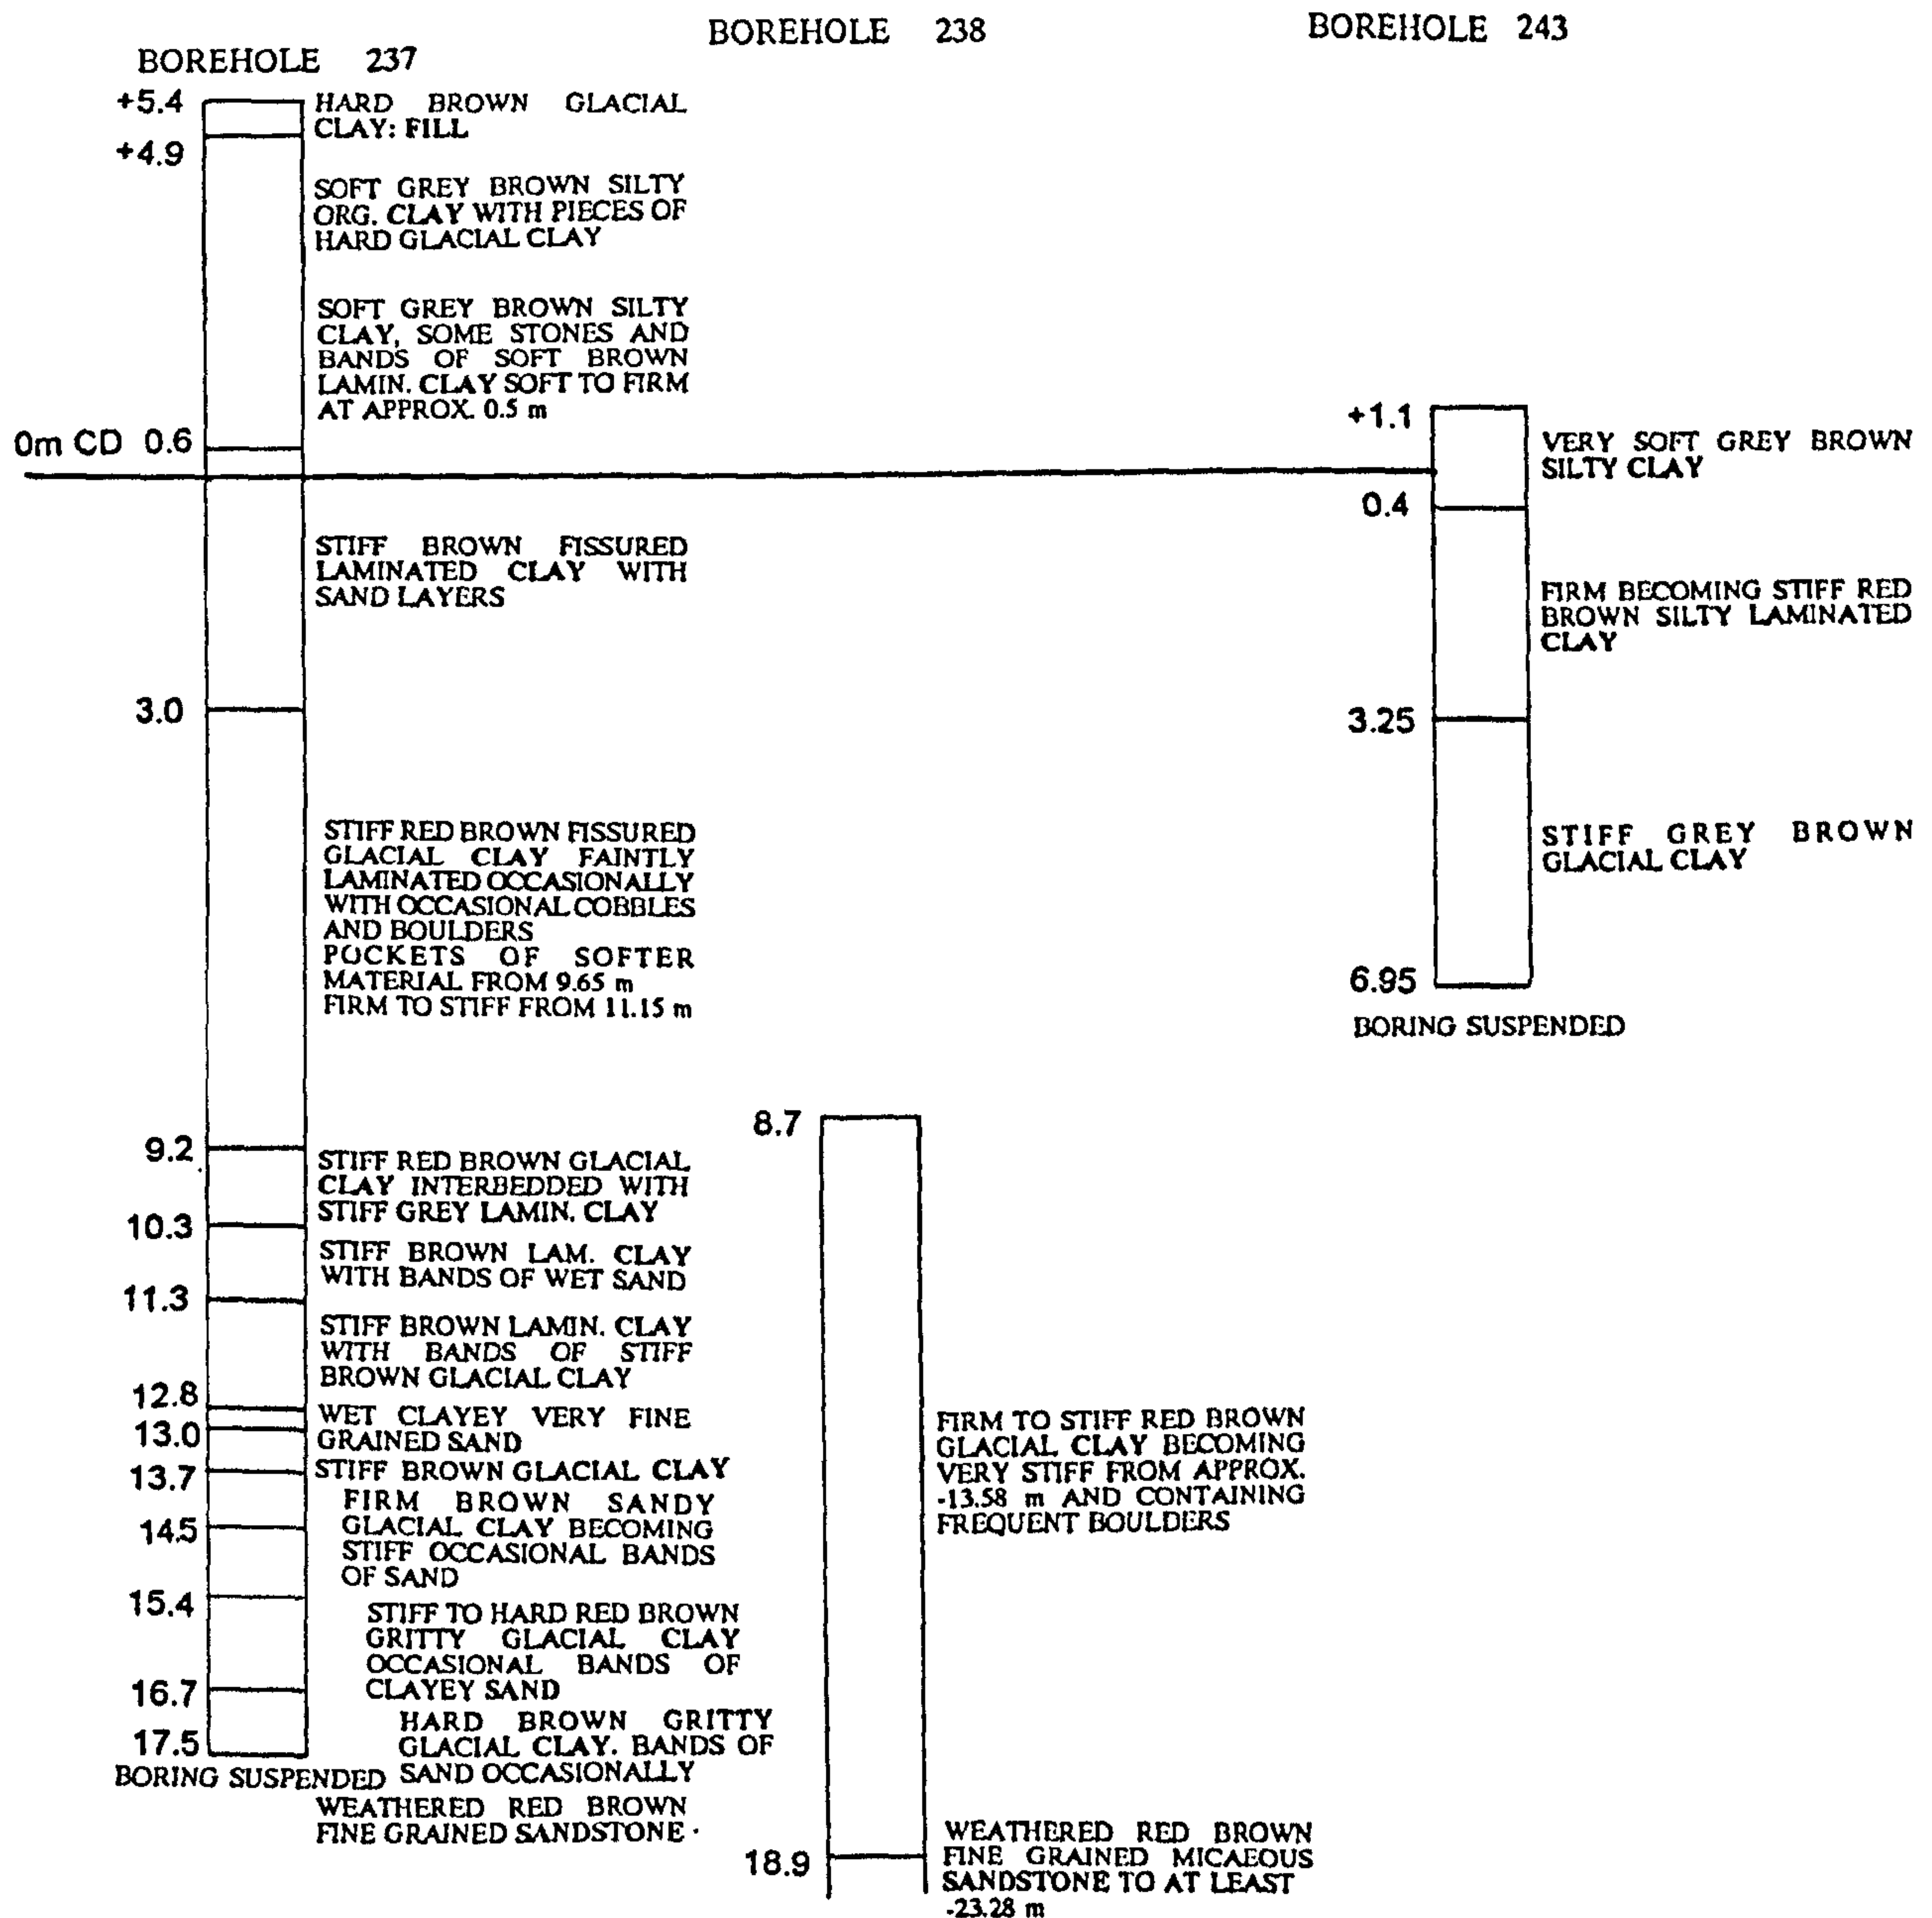 BOREHOLE 237
+5.4
HARD BROWN GLACIAL
CLAY: FILL
+4.9
SOFT GREY BROWN SILTY
ORG. CLAY WITH PIECES OF
HARD GLACIAL CLAY
SOFT GREY BROWN SILTY
CLAY, SOME STONES AND
BANDS OF SOFT BROWN
LAMIN. CLAY SOFT TO FIRM
AT APPROX. 0.5 m
0m CD 0.6
STIFF BROWN FISSURED
LAMINATED CLAY WITH
SAND LAYERS
3.0
STIFF RED BROWN FISSURED
GLACIAL CLAY FAINTLY
LAMINATED OCCASIONALLY
WITH OCCASIONAL COBBLES
AND BOULDERS
POCKETS OF SOFTER
MATERIAL FROM 9.65 m
FIRM TO STIFF FROM 11.15 m
9.2
STIFF RED BROWN GLACIAL
CLAY INTERBEDDED WITH
STIFF GREY LAMIN. CLAY
10.3
STIFF BROWN LAM. CLAY
WITH BANDS OF WET SAND
11.3
STIFF BROWN LAMIN. CLAY
WITH BANDS OF STIFF
BROWN GLACIAL CLAY
12.8
WET CLAYEY VERY FINE
GRAINED SAND
13.0
STIFF BROWN GLACIAL CLAY
13.7
FIRM BROWN SANDY
GLACIAL CLAY BECOMING
STIFF OCCASIONAL BANDS
OF SAND
14.5
15.4
STIFF TO HARD RED BROWN
GRITTY GLACIAL CLAY
OCCASIONAL BANDS OF
CLAYEY SAND
16.7
HARD BROWN GRITTY
GLACIAL CLAY. BANDS OF
SAND OCCASIONALLY
17.5
BORING SUSPENDED
WEATHERED RED BROWN
FINE GRAINED SANDSTONE
BOREHOLE 238
8.7
FIRM TO STIFF RED BROWN
GLACIAL CLAY BECOMING
VERY STIFF FROM APPROX.
-13.58 m AND CONTAINING
FREQUENT BOULDERS
18.9
WEATHERED RED BROWN
FINE GRAINED MICAEOUS
SANDSTONE TO AT LEAST
-23.28 m
BOREHOLE 243
+1.1
VERY SOFT GREY BROWN
SILTY CLAY
0.4
FIRM BECOMING STIFF RED
BROWN SILTY LAMINATED
CLAY
3.25
STIFF GREY BROWN
GLACIAL CLAY
6.95
BORING SUSPENDED